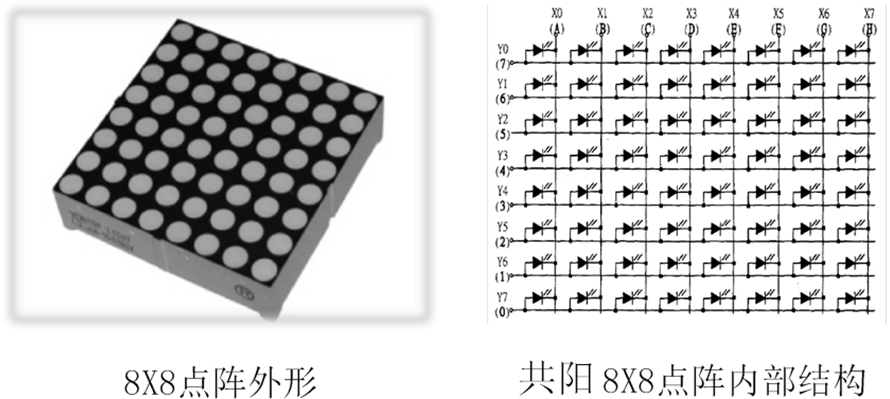 X0 X1 X2 X3 X4 X5 X6 X7
(A) (B) (C) (D) (E) (F) (G) (H)
Y0
(7)
Y1
(6)
Y2
(5)
Y3
(4)
Y4
(3)
Y5
(2)
Y6
(1)
Y7
(0)
8X8点阵外形
共阳8X8点阵内部结构